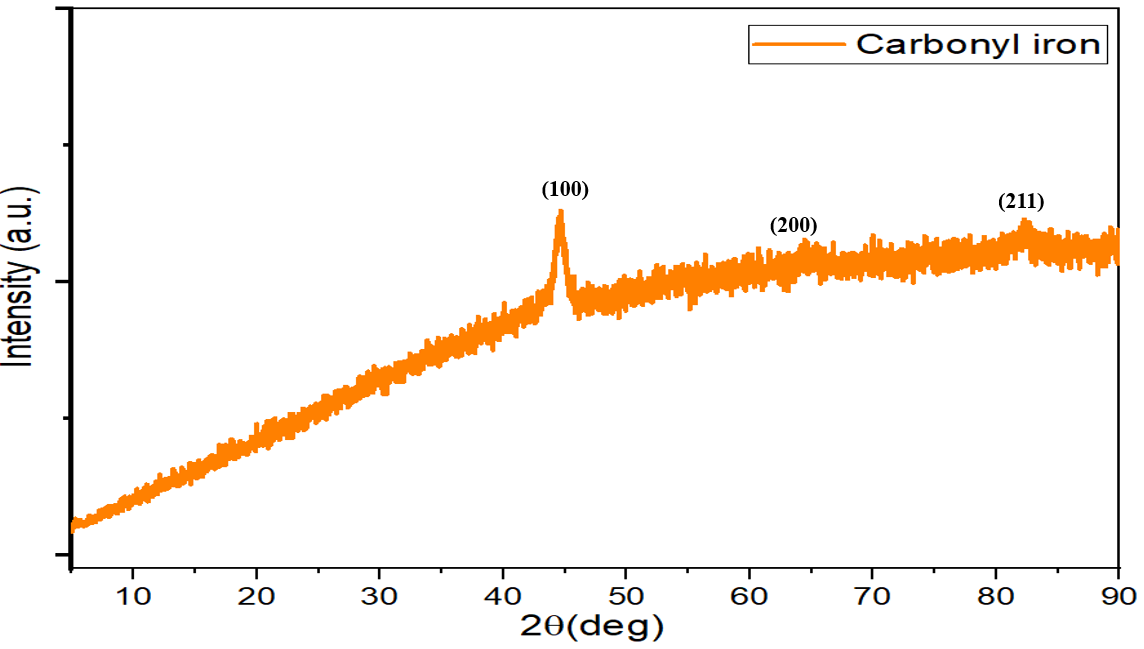 Carbonyl iron
(100)
(200)
(211)
Intensity (a.u.)
10 20 30 40 50 60 70 80 90
2θ(deg)